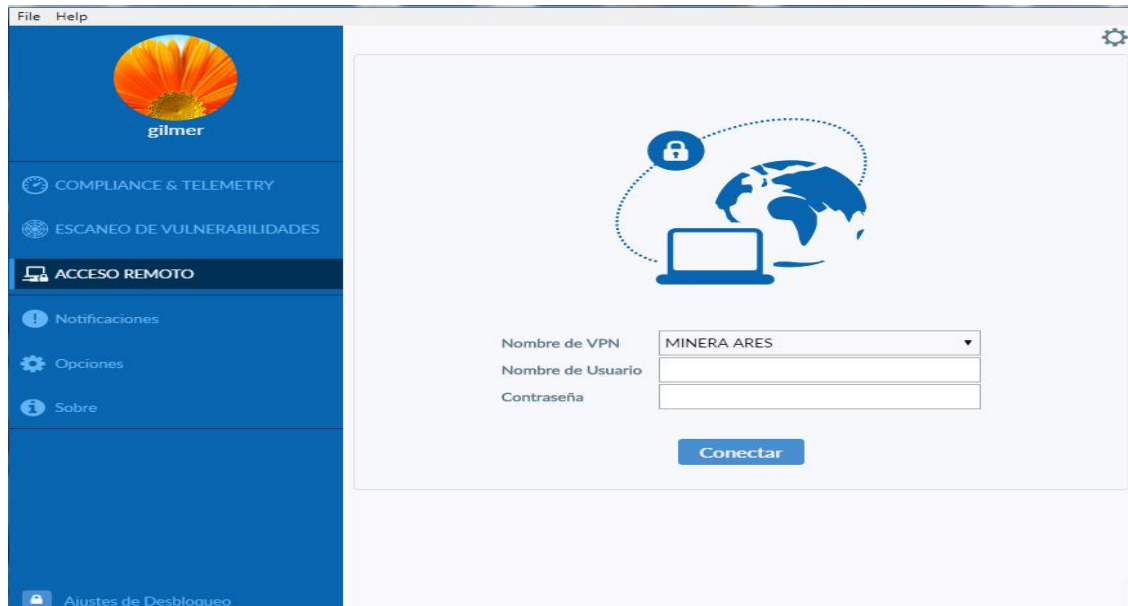 File Help
gilmer
COMPLIANCE & TELEMETRY
ESCANEO DE VULNERABILIDADES
ACCESO REMOTO
Notificaciones
Opciones
Sobre
Ajustes de Desbloqueo
Nombre de VPN MINERA ARES
Nombre de Usuario
Contraseña
Conectar